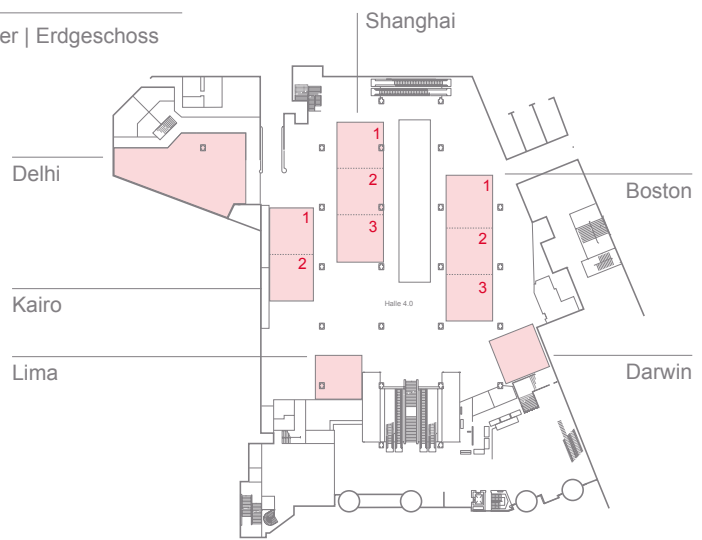 Shanghai
er | Erdgeschoss
1
2
3
Delhi
1
2
3
Boston
1
2
Kairo
Halle 4.0
Lima
Darwin